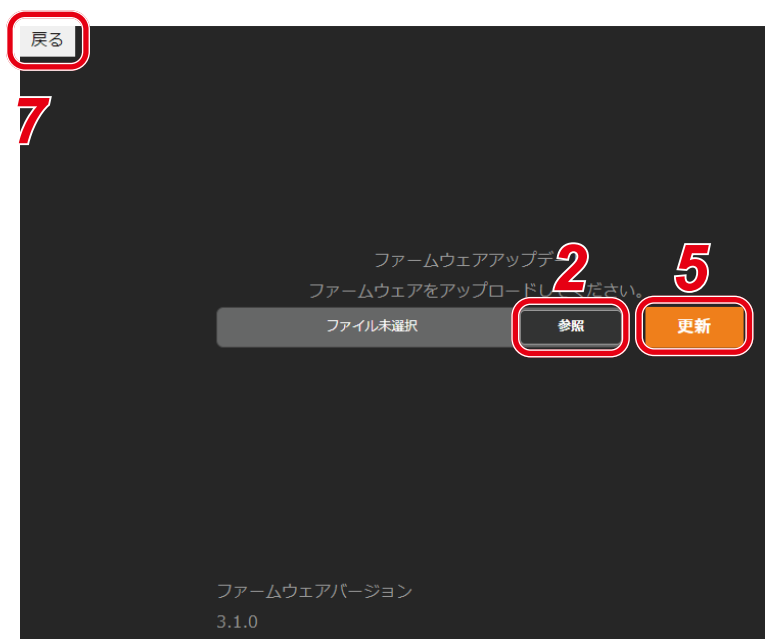 戻る
7
ファームウェアアップデー
2
5
ファームウェアをアップロードしてください。
ファイル未選択
参照
更新
ファームウェアバージョン
3.1.0